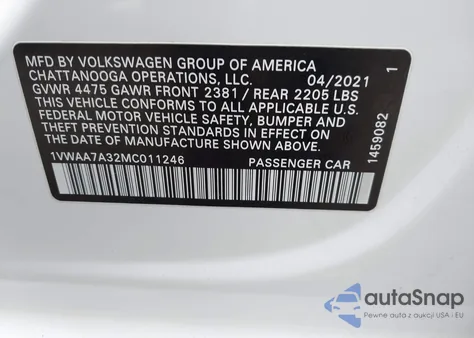 MFD BY VOLKSWAGEN GROUP OF AMERICA
CHATTANOOGA OPERATIONS, LLC. 04/2021
GVWR 4475 GAWR FRONT 2381 / REAR 2205 LBS
THIS VEHICLE CONFORMS TO ALL APPLICABLE U.S.
FEDERAL MOTOR VEHICLE SAFETY, BUMPER AND
THEFT PREVENTION STANDARDS IN EFFECT ON
THE DATE OF MANUFACTURE SHOWN ABOVE.
1VWAA7A32MC011246 PASSENGER CAR
1459082 1
autaSnap
Pewne auta z USA i EU